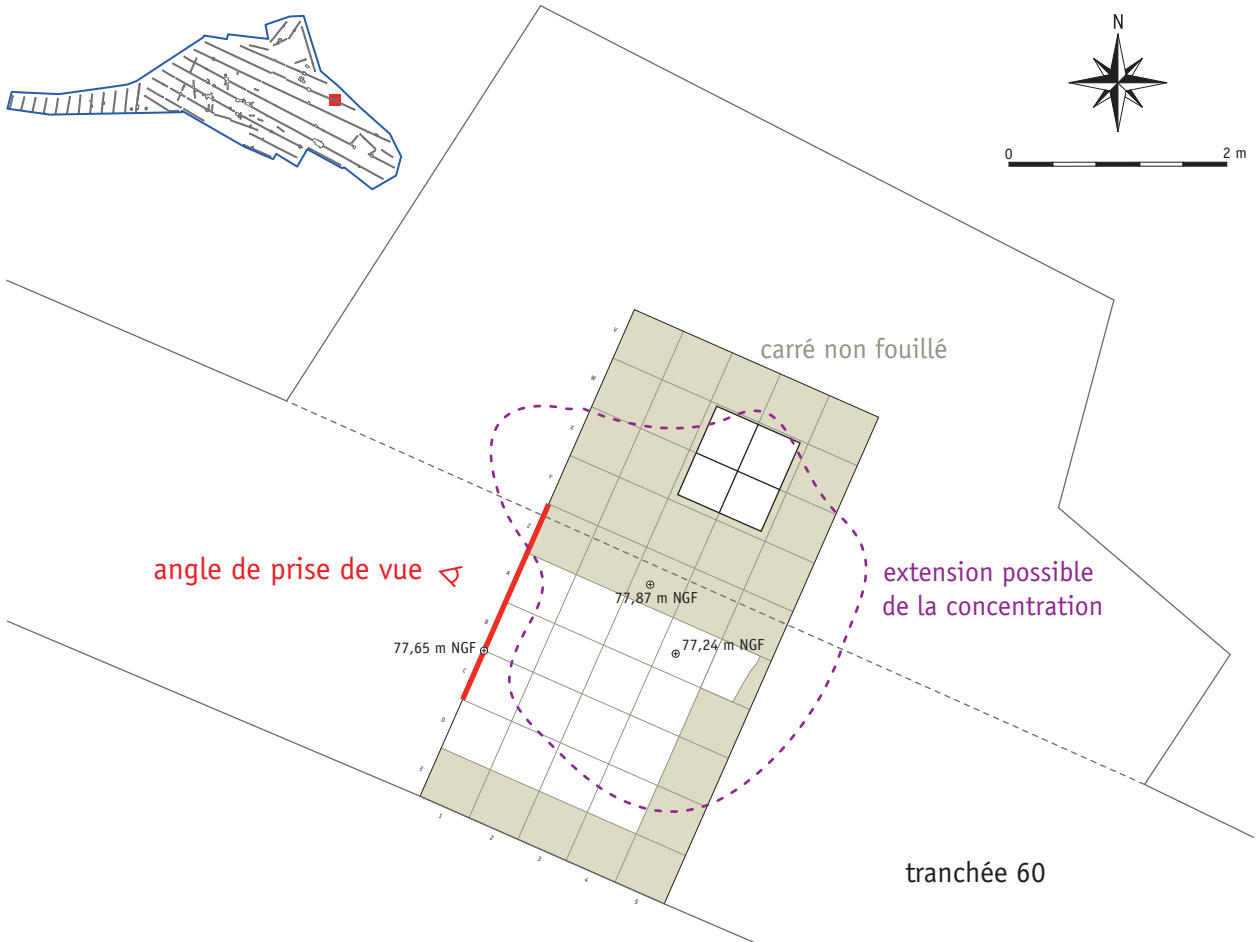 N
0 2 m
carré non fouillé
V
W
X
Y
Z
A
B
C
D
E
angle de prise de vue
77,87 m NGF
77,65 m NGF
77,24 m NGF
extension possible
de la concentration
1
2
3
4
5
tranchée 60